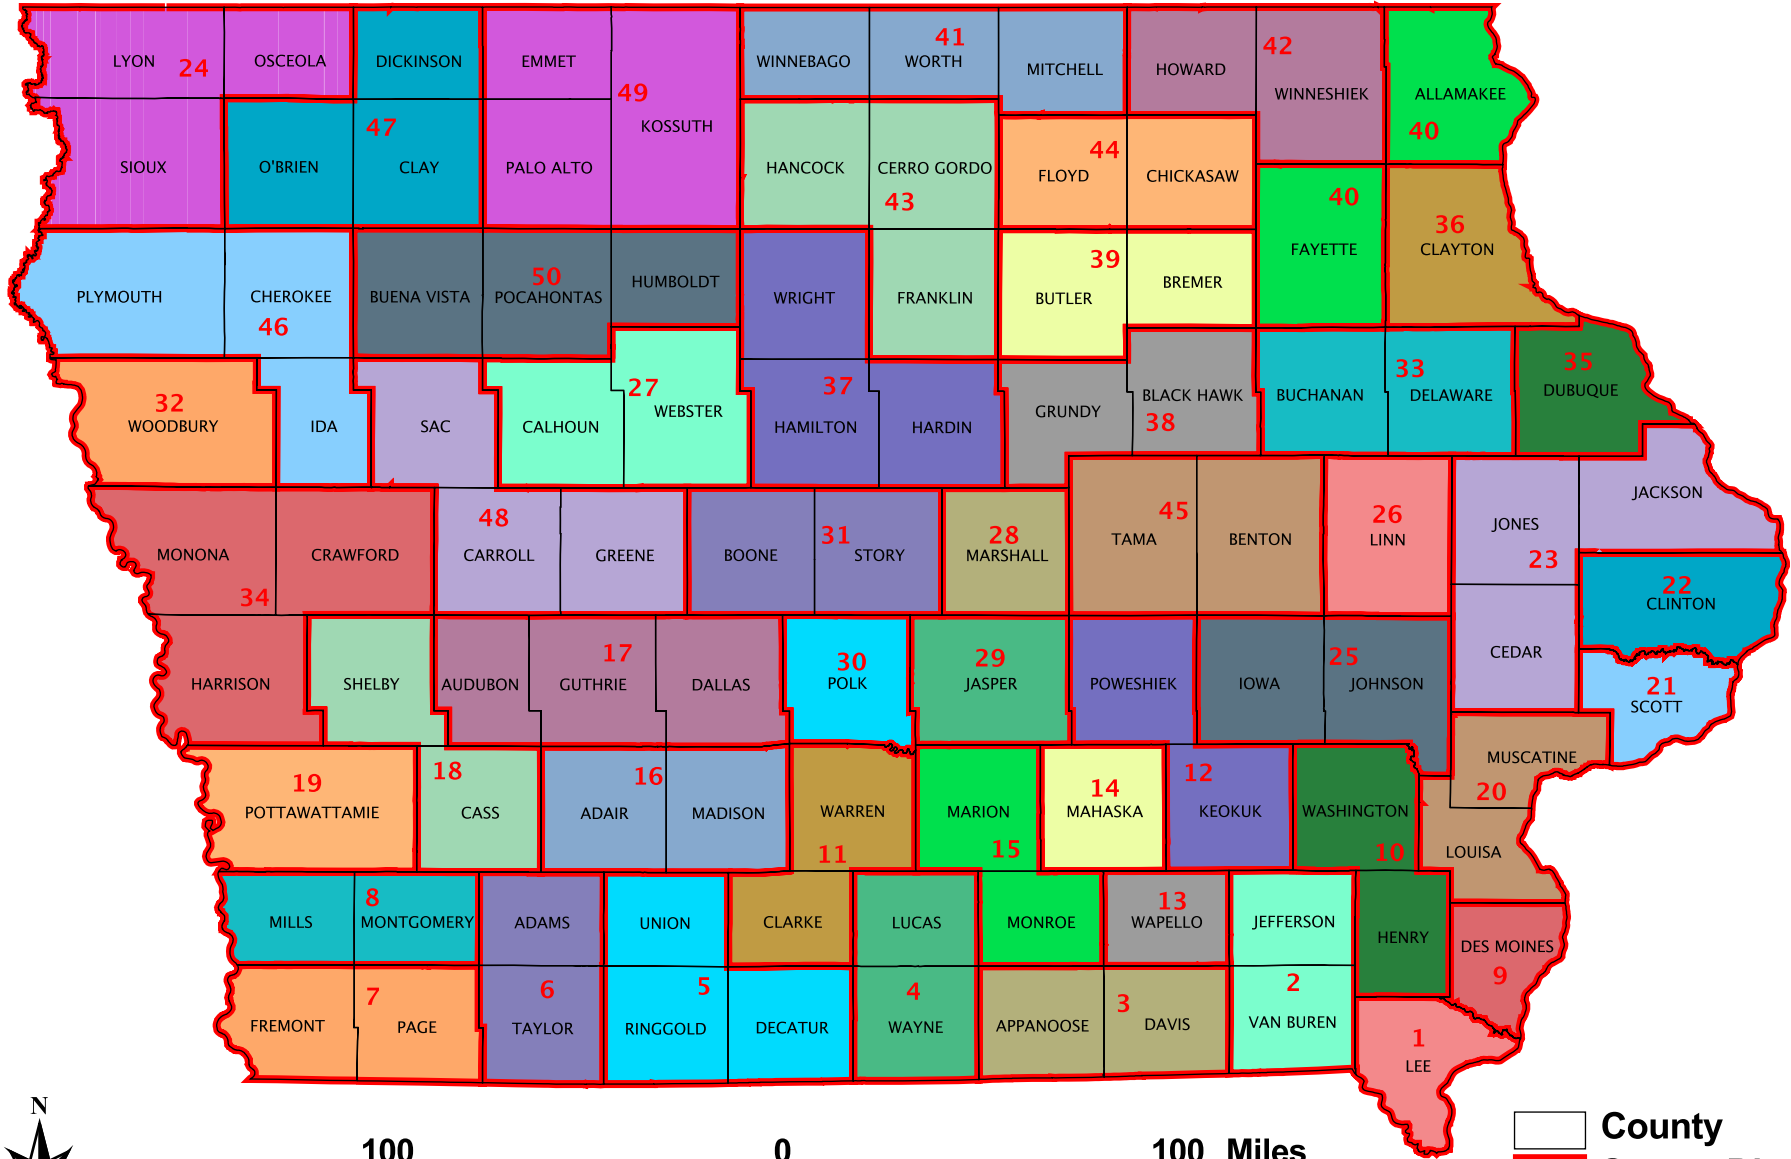 LYON
24
OSCEOLA
DICKINSON
EMMET
49
KOSSUTH
WINNEBAGO
41
WORTH
MITCHELL
HOWARD
42
WINNESHIEK
ALLAMAKEE
40
SIOUX
O'BRIEN
47
CLAY
PALO ALTO
HANCOCK
CERRO GORDO
43
44
FLOYD
CHICKASAW
40
FAYETTE
36
CLAYTON
PLYMOUTH
CHEROKEE
46
BUENA VISTA
50
POCAHONTAS
HUMBOLDT
WRIGHT
FRANKLIN
39
BUTLER
BREMER
32
WOODBURY
IDA
SAC
CALHOUN
27
WEBSTER
37
HAMILTON
HARDIN
GRUNDY
BLACK HAWK
38
BUCHANAN
33
DELAWARE
35
DUBUQUE
MONONA
CRAWFORD
34
48
CARROLL
GREENE
BOONE
31
STORY
28
MARSHALL
45
TAMA
BENTON
26
LINN
JONES
23
JACKSON
22
CLINTON
HARRISON
SHELBY
AUDUBON
17
GUTHRIE
DALLAS
30
POLK
29
JASPER
POWESHIEK
IOWA
25
JOHNSON
CEDAR
21
SCOTT
19
POTTAWATTAMIE
18
CASS
16
ADAIR
MADISON
WARREN
11
MARION
15
14
MAHASKA
12
KEOKUK
WASHINGTON
10
MUSCATINE
20
LOUISA
MILLS
8
MONTGOMERY
ADAMS
UNION
CLARKE
LUCAS
MONROE
13
WAPELLO
JEFFERSON
HENRY
DES MOINES
9
FREMONT
7
PAGE
6
TAYLOR
5
RINGGOLD
DECATUR
4
WAYNE
APPANOOSE
3
DAVIS
2
VAN BUREN
1
LEE
N
100 0 100 Miles
County